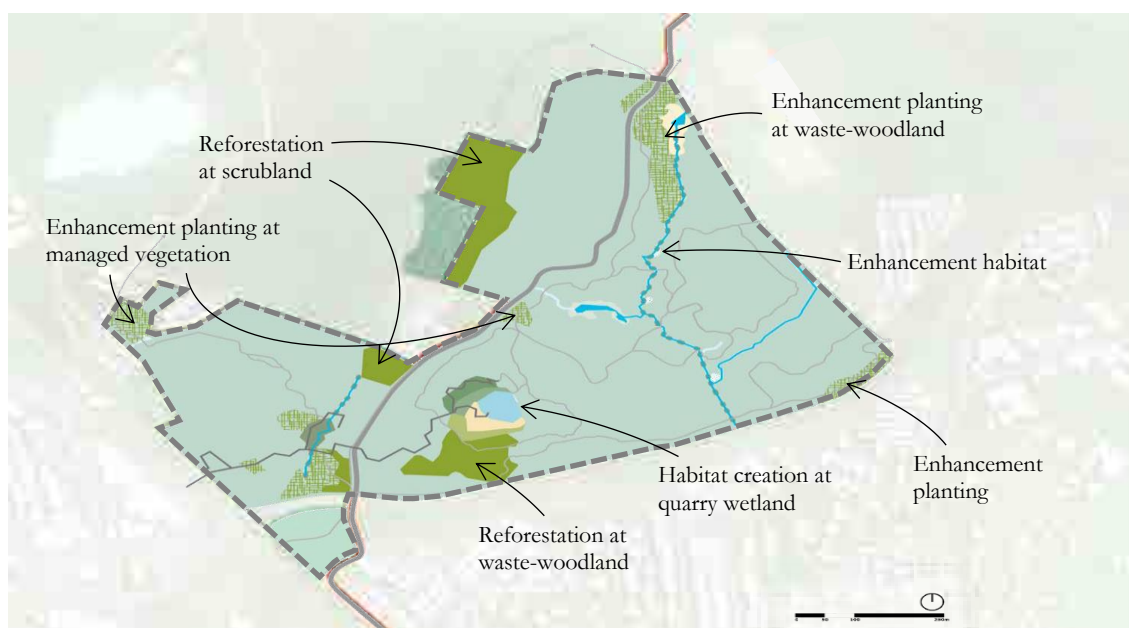 Enhancement planting
at waste-woodland
Reforestation
at scrubland
Enhancement planting at
managed vegetation
Enhancement habitat
Enhancement
planting
Habitat creation at
quarry wetland
Reforestation at
waste-woodland